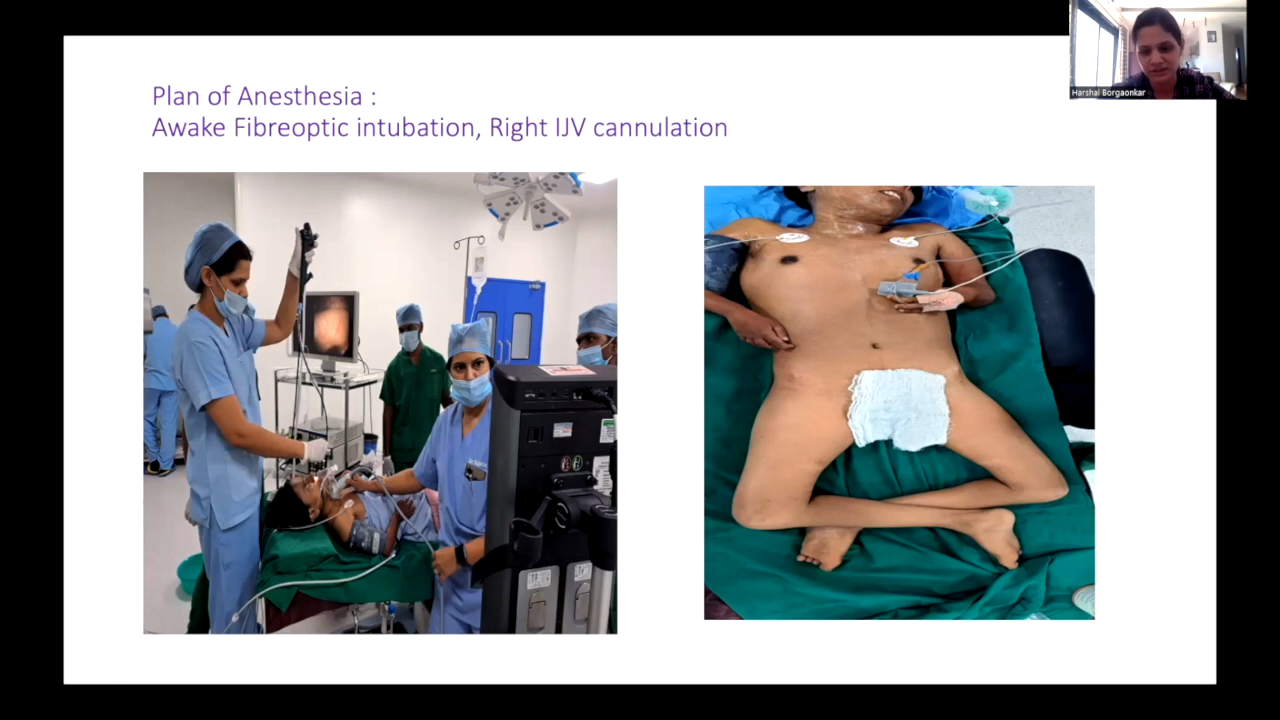 Plan of Anesthesia :
Awake Fibreoptic intubation, Right IJV cannulation
Harshal Borgaonkar